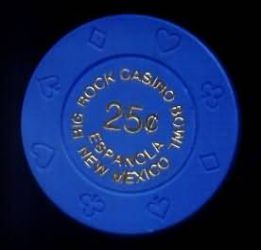 BIG ROCK CASINO BOWL
25¢
ESPANOLA
NEW MEXICO